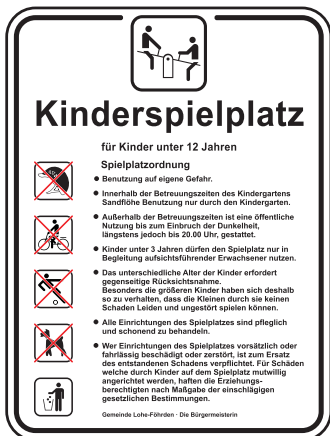 Kinderspielplatz
für Kinder unter 12 Jahren
Spielplatzordnung
● Benutzung auf eigene Gefahr.
● Innerhalb der Betreuungszeiten des Kindergartens
Sandflöhe Benutzung nur durch den Kindergarten.
● Außerhalb der Betreuungszeiten ist eine öffentliche
Nutzung bis zum Einbruch der Dunkelheit,
längstens jedoch bis 20.00 Uhr, gestattet.
● Kinder unter 3 Jahren dürfen den Spielplatz nur in
Begleitung aufsichtsführender Erwachsener nutzen.
● Das unterschiedliche Alter der Kinder erfordert
gegenseitige Rücksichtsnahme.
Besonders die größeren Kinder haben sich deshalb
so zu verhalten, dass die Kleinen durch sie keinen
Schaden Leiden und ungestört spielen können.
● Alle Einrichtungen des Spielplatzes sind pfleglich
und schonend zu behandeln.
● Wer Einrichtungen des Spielplatzes vorsätzlich oder
fahrlässig beschädigt oder zerstört, ist zum Ersatz
des entstandenen Schadens verpflichtet. Für Schäden
welche durch Kinder auf dem Spielplatz mutwillig
angerichtet werden, haften die Erziehungs-
berechtigten nach Maßgabe der einschlägigen
gesetzlichen Bestimmungen.
Gemeinde Lohe-Föhrden · Die Bürgermeisterin